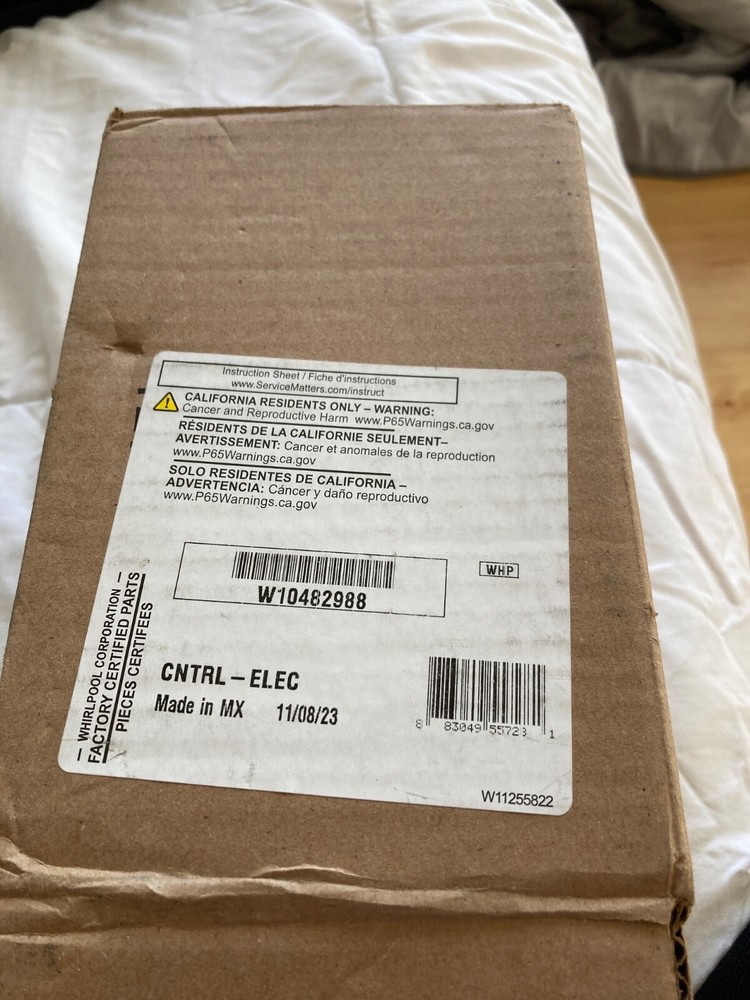 Instruction Sheet / Fiche d'instructions
www.ServiceMatters.com/instruct
CALIFORNIA RESIDENTS ONLY – WARNING:
Cancer and Reproductive Harm www.P65Warnings.ca.gov
RÉSIDENTS DE LA CALIFORNIE SEULEMENT–
AVERTISSEMENT: Cancer et anomales de la reproduction
www.P65Warnings.ca.gov
SOLO RESIDENTES DE CALIFORNIA –
ADVERTENCIA: Cáncer y daño reproductivo
www.P65Warnings.ca.gov
W10482988
WHP
— WHIRLPOOL CORPORATION —
FACTORY CERTIFIED PARTS
PIECES CERTIFEES
CNTRL – ELEC
Made in MX 11/08/23
8 83049 55723 1
W11255822